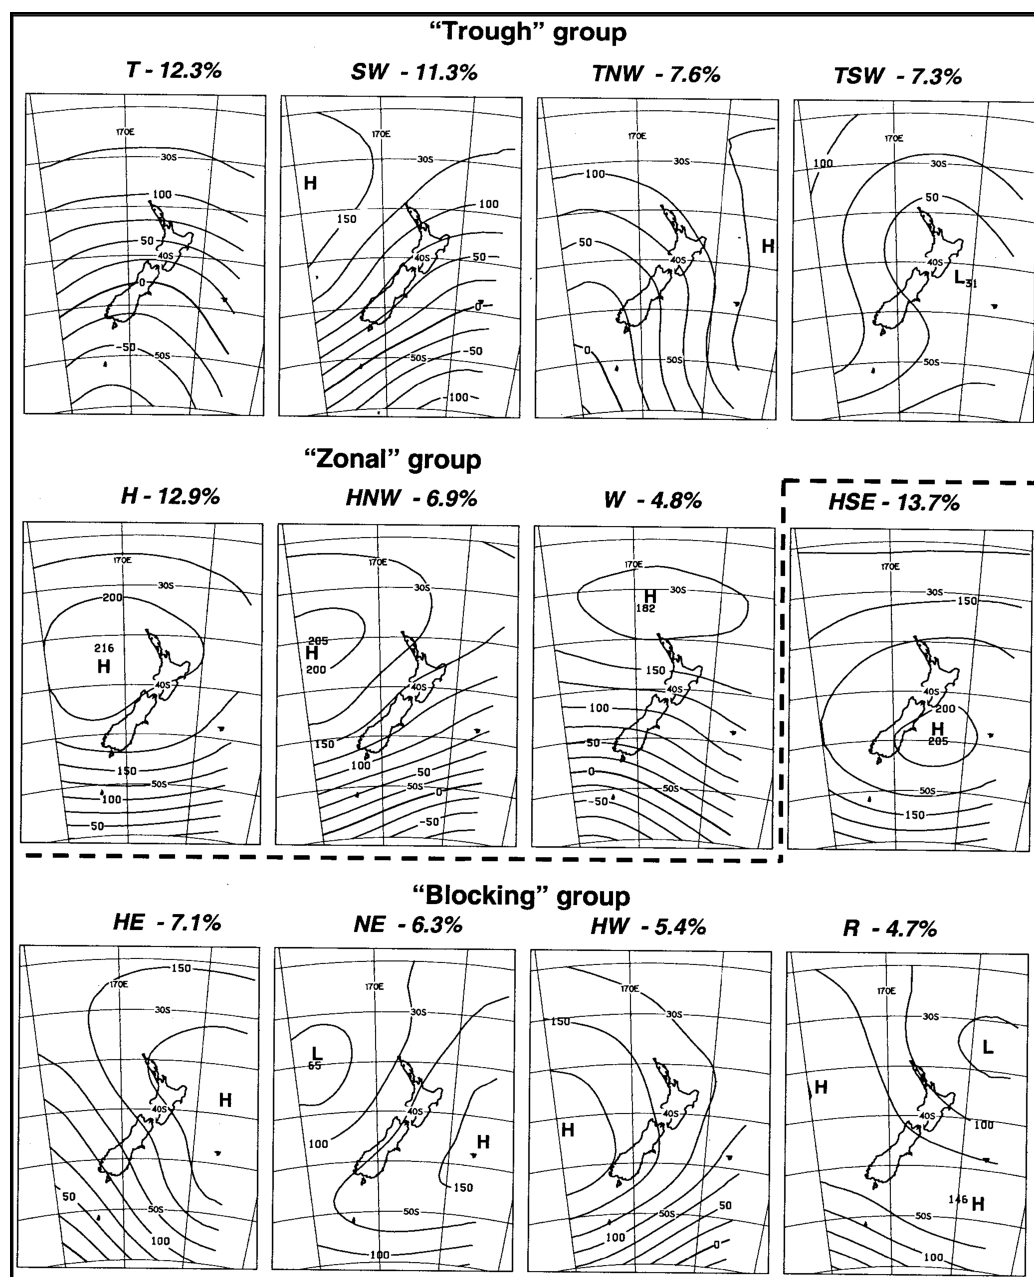 “Trough” group
T - 12.3%
SW - 11.3%
TNW - 7.6%
TSW - 7.3%
170E
30S
100
50
40S
0
-50
50S
170E
30S
H
150
100
40S
50
0
50S
-50
-100
170E
30S
100
50
H
40S
0
50S
170E
100
30S
50
40S
L31
50S
“Zonal” group
H - 12.9%
HNW - 6.9%
W - 4.8%
HSE - 13.7%
170E
30S
200
216
H
40S
150
50S
100
50
170E
30S
205
H
200
40S
150
100
50
50S
0
-50
170E
30S
H
182
150
40S
100
50
0
50S
-50
170E
150
30S
40S
200
H
205
50S
150
“Blocking” group
HE - 7.1%
NE - 6.3%
HW - 5.4%
R - 4.7%
150
170E
30S
H
40S
50
50S
100
170E
30S
L
65
40S
100
H
150
50S
100
170E
30S
150
40S
H
50S
50
100
0
170E
30S
L
H
40S
100
146 H
50S
100